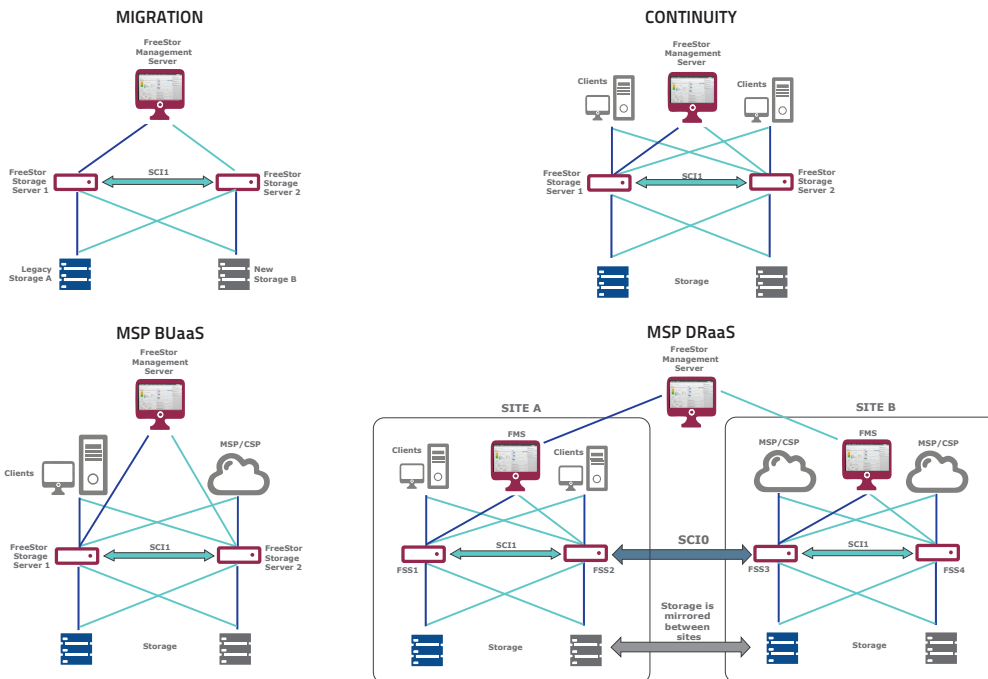 MIGRATION
FreeStor
Management
Server
FreeStor
Storage
Server 1
SCI1
FreeStor
Storage
Server 2
Legacy
Storage A
New
Storage B
CONTINUITY
FreeStor
Management
Server
Clients
Clients
FreeStor
Storage
Server 1
SCI1
FreeStor
Storage
Server 2
Storage
MSP BUaaS
FreeStor
Management
Server
Clients
MSP/CSP
FreeStor
Storage
Server 1
SCI1
FreeStor
Storage
Server 2
Storage
MSP DRaaS
FreeStor
Management
Server
SITE A
FMS
Clients
Clients
SCI1
FSS1
FSS2
Storage
SCI0
Storage is
mirrored
between
sites
SITE B
FMS
MSP/CSP
MSP/CSP
SCI1
FSS3
FSS4
Storage